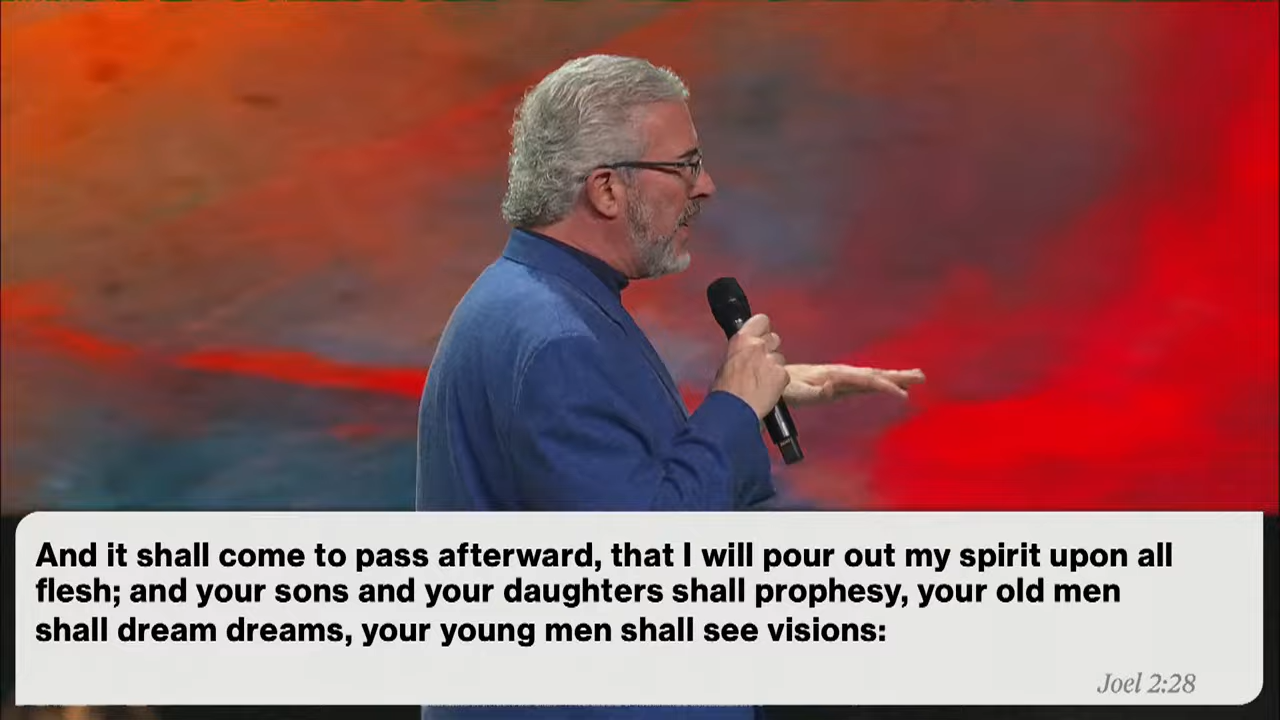 And it shall come to pass afterward, that I will pour out my spirit upon all
flesh; and your sons and your daughters shall prophesy, your old men
shall dream dreams, your young men shall see visions:
Joel 2:28